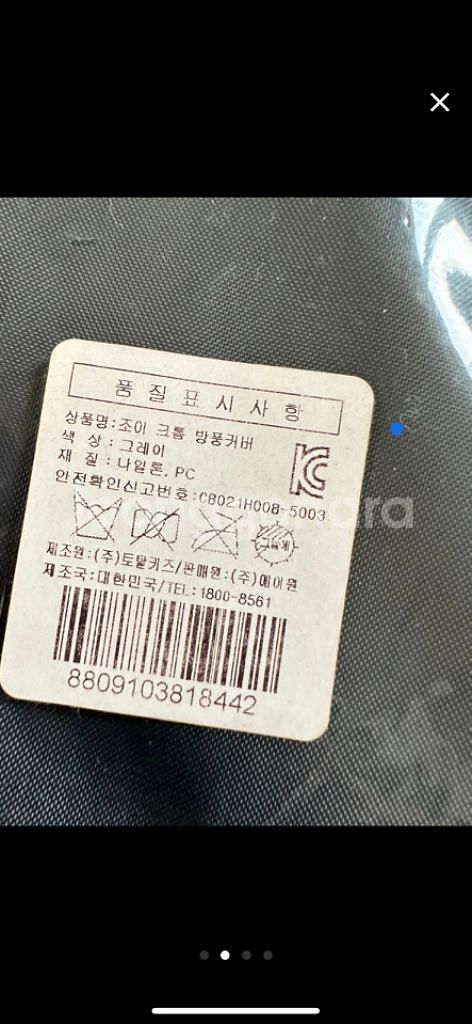 품질표시사항
상품명:조이 크롬 방풍커버
색 상 : 그레이
재 질 : 나일론, PC
안전확인신고번호:CB021H008-5003
제조원:(주)토탈키즈/판매원:(주)에이원
제조국:대한민국/TEL:1800-8561
8809103818442